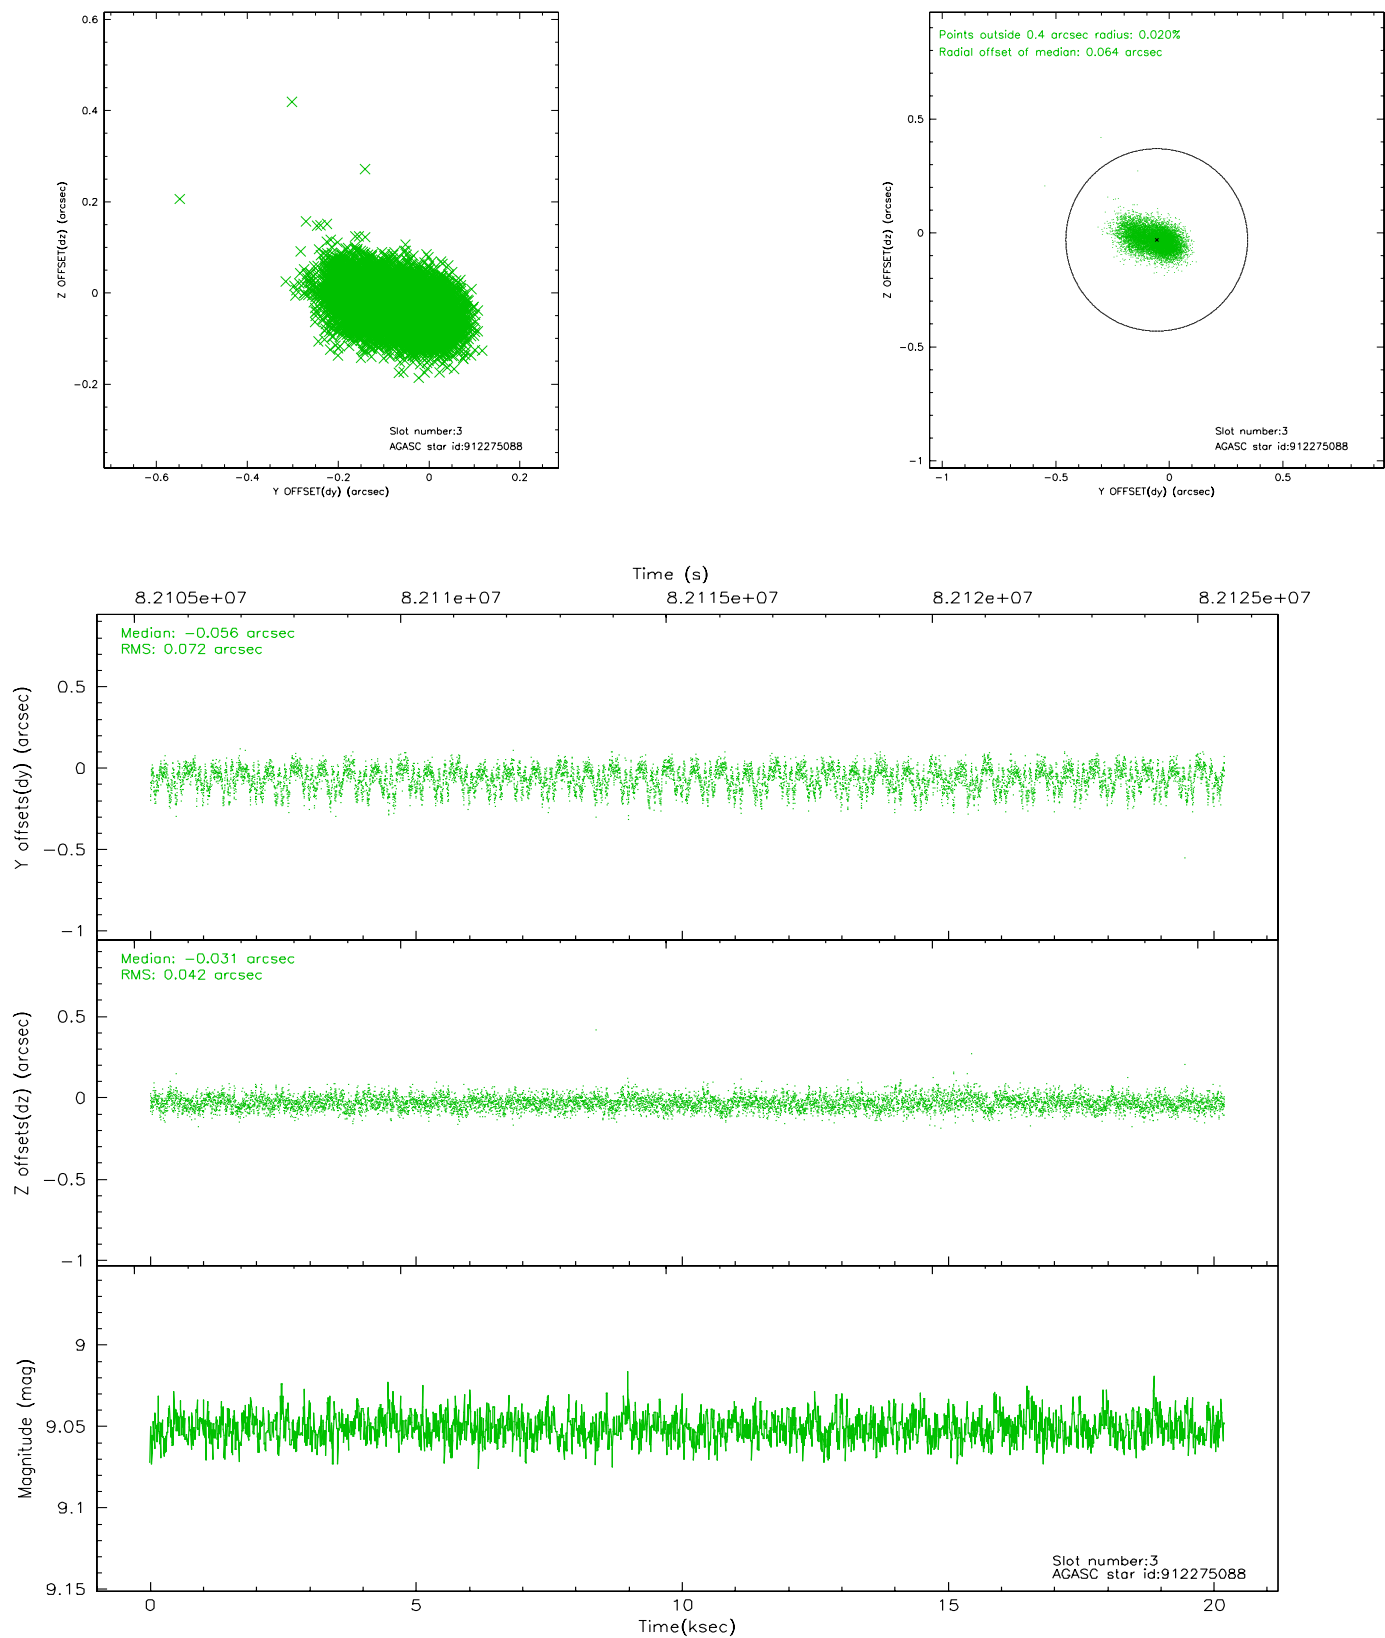 0.6
0.4
0.2
0
−0.2
−0.6
−0.4
−0.2
0
0.2
Z OFFSET(dz) (arcsec)
Y OFFSET(dy) (arcsec)
Slot number:3
AGASC star id:912275088
Points outside 0.4 arcsec radius: 0.020%
Radial offset of median: 0.064 arcsec
0.5
0
−0.5
−1
−1
−0.5
0
0.5
Z OFFSET(dz) (arcsec)
Y OFFSET(dy) (arcsec)
Slot number:3
AGASC star id:912275088
Time (s)
8.2105e+07
8.211e+07
8.2115e+07
8.212e+07
8.2125e+07
Median: −0.056 arcsec
RMS: 0.072 arcsec
0.5
0
−0.5
−1
Y offsets(dy) (arcsec)
Median: −0.031 arcsec
RMS: 0.042 arcsec
0.5
0
−0.5
−1
Z offsets(dz) (arcsec)
9
9.05
9.1
9.15
Magnitude (mag)
Slot number:3
AGASC star id:912275088
0
5
10
15
20
Time(ksec)